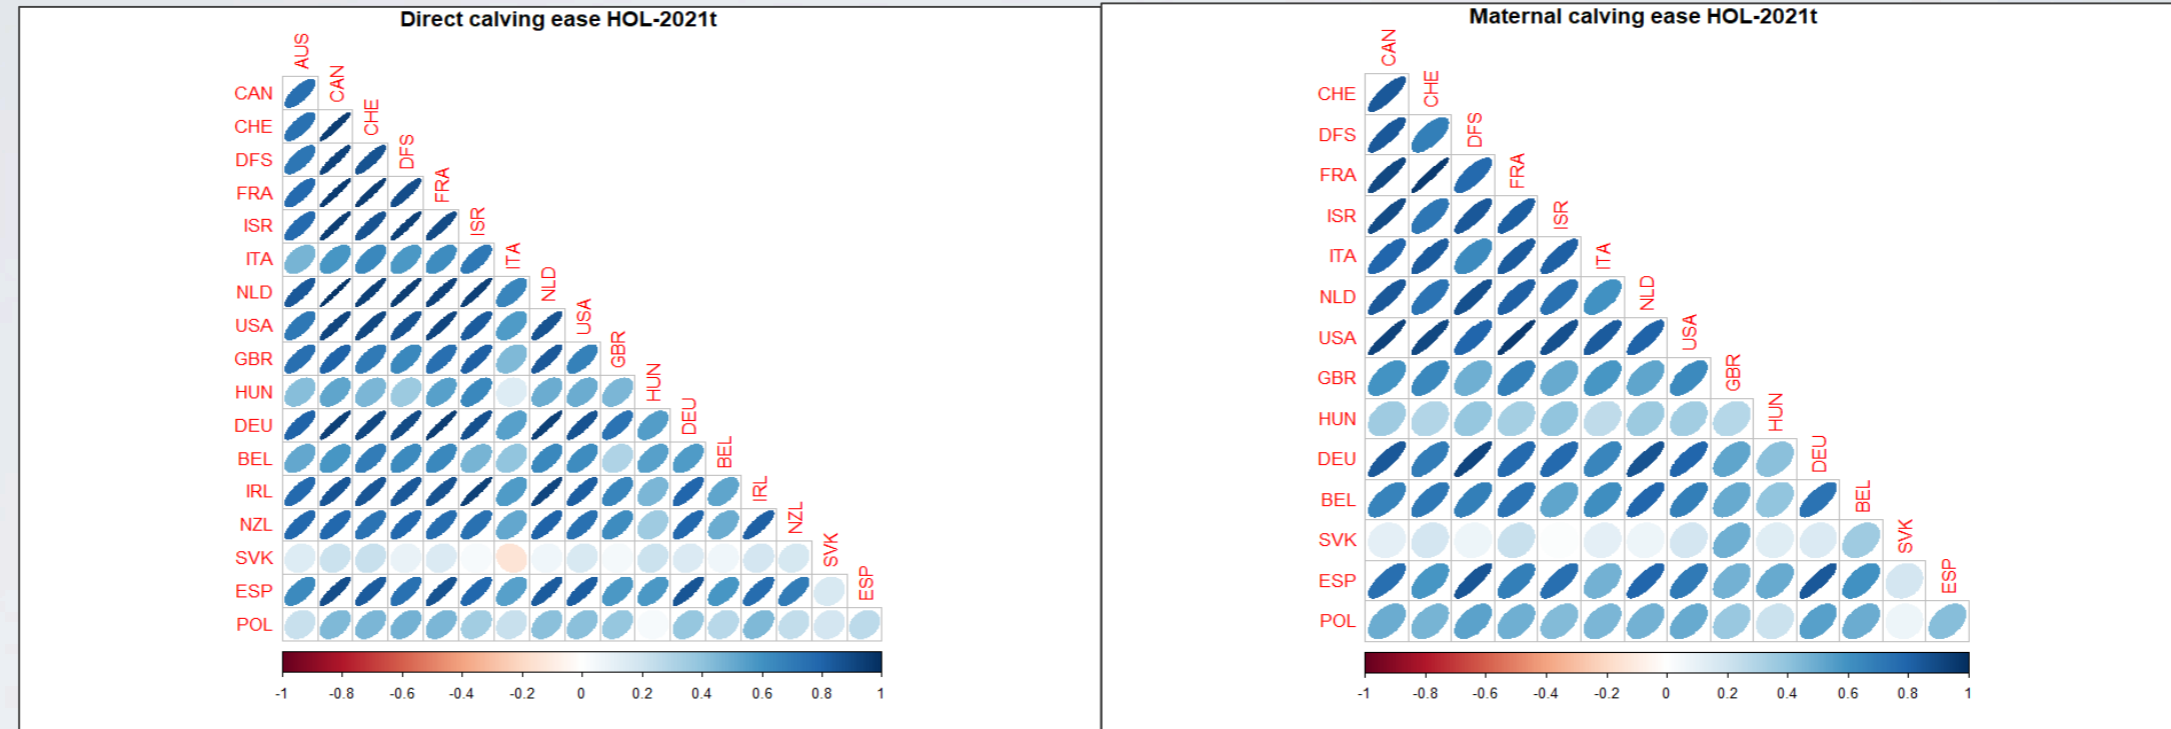 Direct calving ease HOL-2021t
AUS
CAN
CAN
CHE
CHE
DFS
DFS
FRA
FRA
ISR
ISR
ITA
ITA
NLD
NLD
USA
USA
GBR
GBR
HUN
HUN
DEU
DEU
BEL
BEL
IRL
IRL
NZL
NZL
SVK
SVK
ESP
ESP
POL
-1 -0.8 -0.6 -0.4 -0.2 0 0.2 0.4 0.6 0.8 1
Maternal calving ease HOL-2021t
CAN
CHE
CHE
DFS
DFS
FRA
FRA
ISR
ISR
ITA
ITA
NLD
NLD
USA
USA
GBR
GBR
HUN
HUN
DEU
DEU
BEL
BEL
SVK
SVK
ESP
ESP
POL
-1 -0.8 -0.6 -0.4 -0.2 0 0.2 0.4 0.6 0.8 1